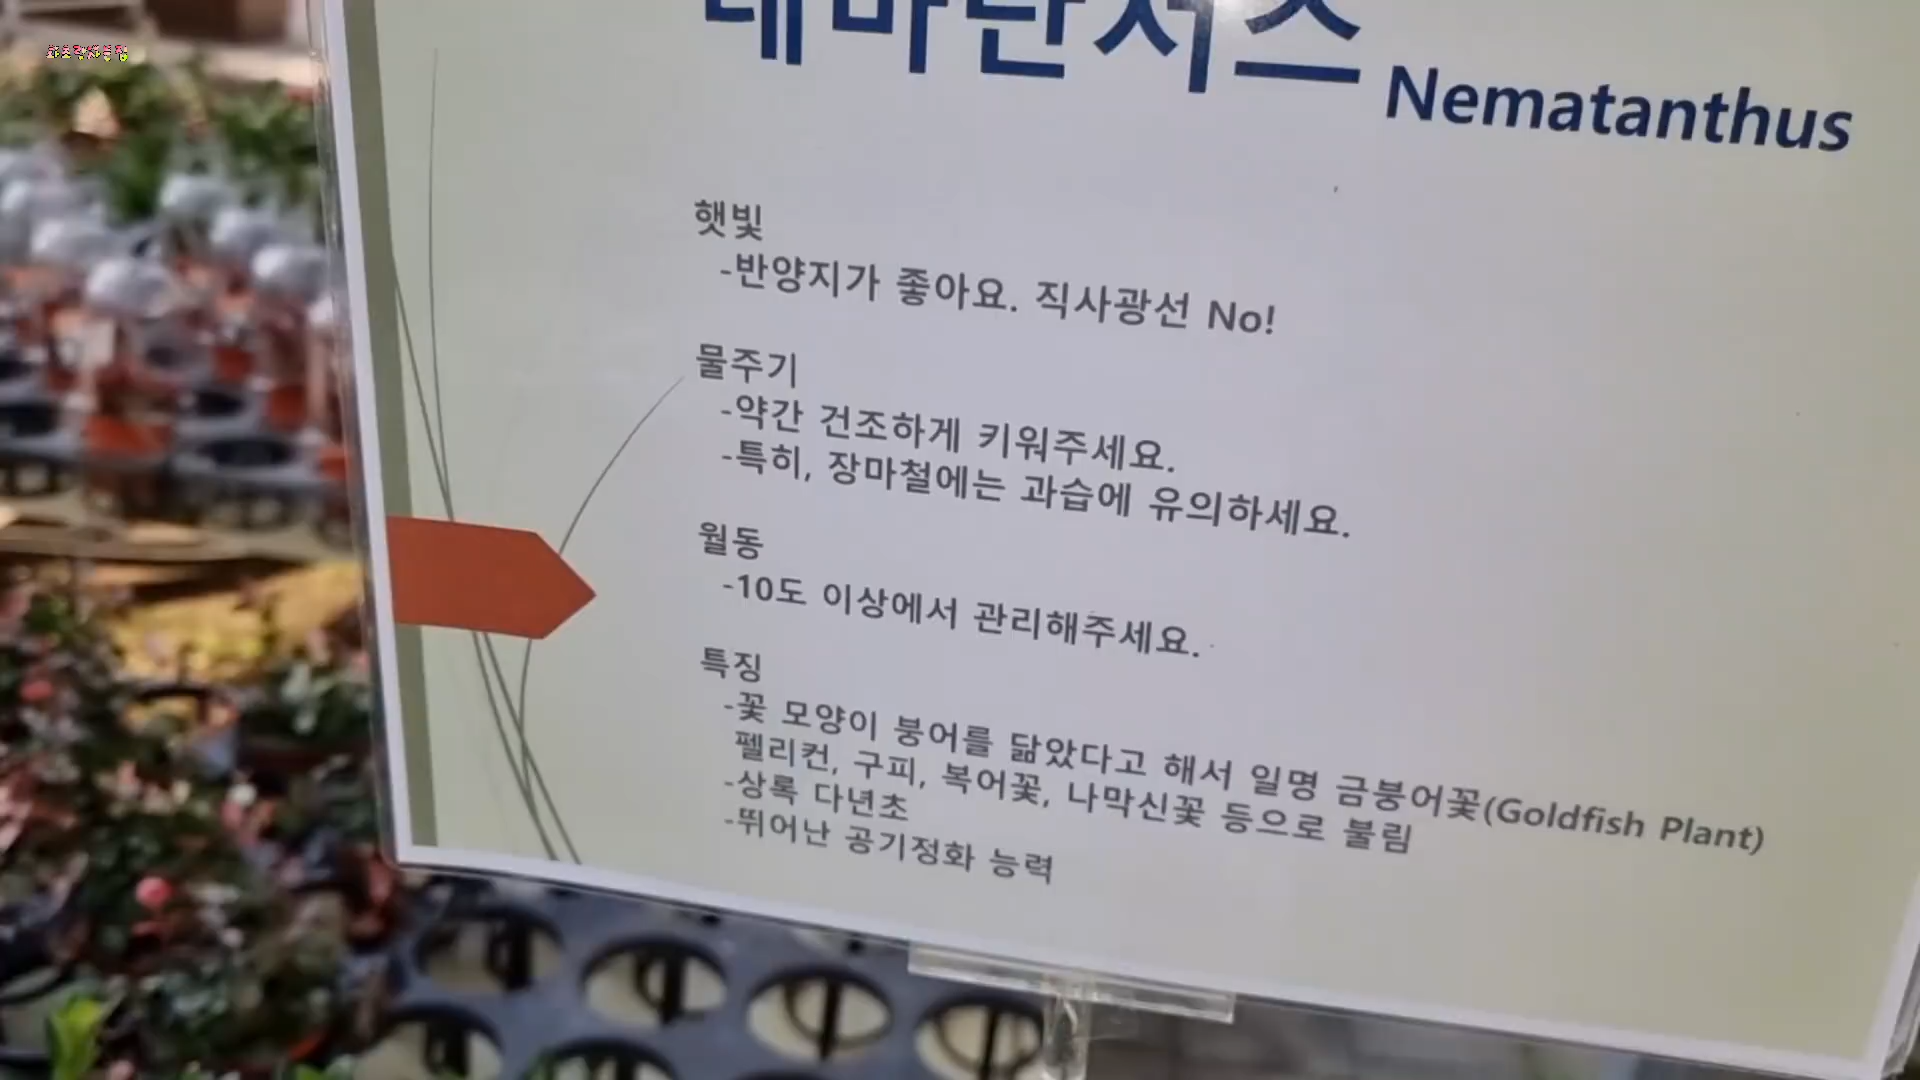 네마탄서스 Nematanthus
햇빛
-반양지가 좋아요. 직사광선 No!
물주기
-약간 건조하게 키워주세요.
-특히, 장마철에는 과습에 유의하세요.
월동
-10도 이상에서 관리해주세요.
특징
-꽃 모양이 붕어를 닮았다고 해서 일명 금붕어꽃(Goldfish Plant)
펠리컨, 구피, 복어꽃, 나막신꽃 등으로 불림
-상록 다년초
-뛰어난 공기정화 능력